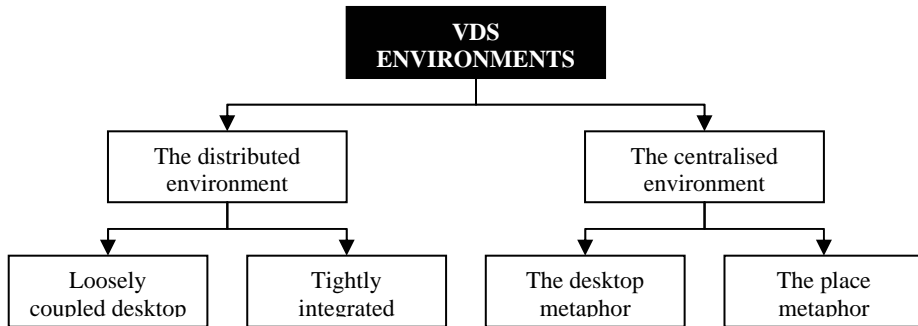 VDS
ENVIRONMENTS
The distributed
environment
The centralised
environment
Loosely
coupled desktop
Tightly
integrated
The desktop
metaphor
The place
metaphor